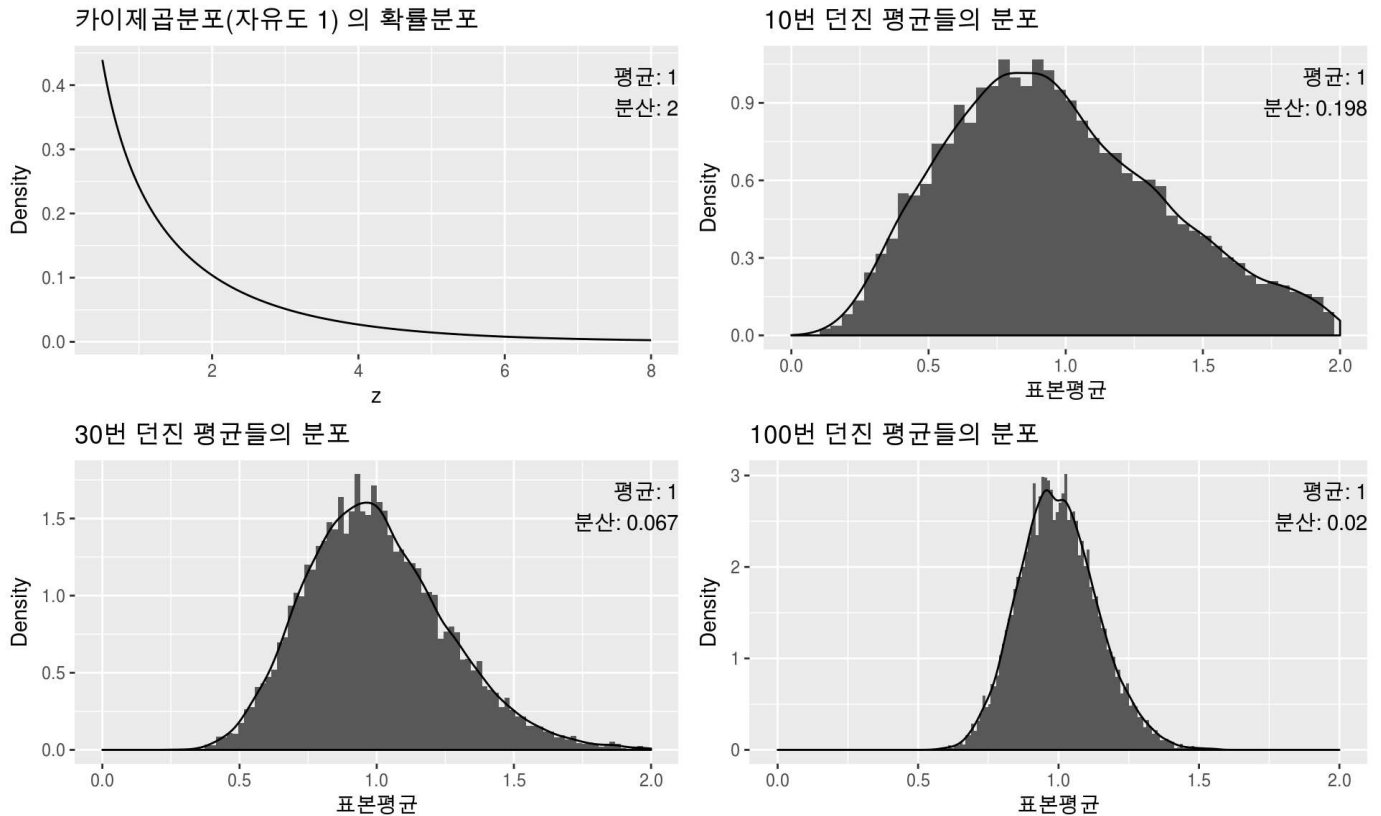 카이제곱분포(자유도 1) 의 확률분포
평균: 1
분산: 2
Density
0.4
0.3
0.2
0.1
0.0
2 4 6 8
z
10번 던진 평균들의 분포
평균: 1
분산: 0.198
Density
0.9
0.6
0.3
0.0
0.0 0.5 1.0 1.5 2.0
표본평균
30번 던진 평균들의 분포
평균: 1
분산: 0.067
Density
1.5
1.0
0.5
0.0
0.0 0.5 1.0 1.5 2.0
표본평균
100번 던진 평균들의 분포
평균: 1
분산: 0.02
Density
3
2
1
0
0.0 0.5 1.0 1.5 2.0
표본평균